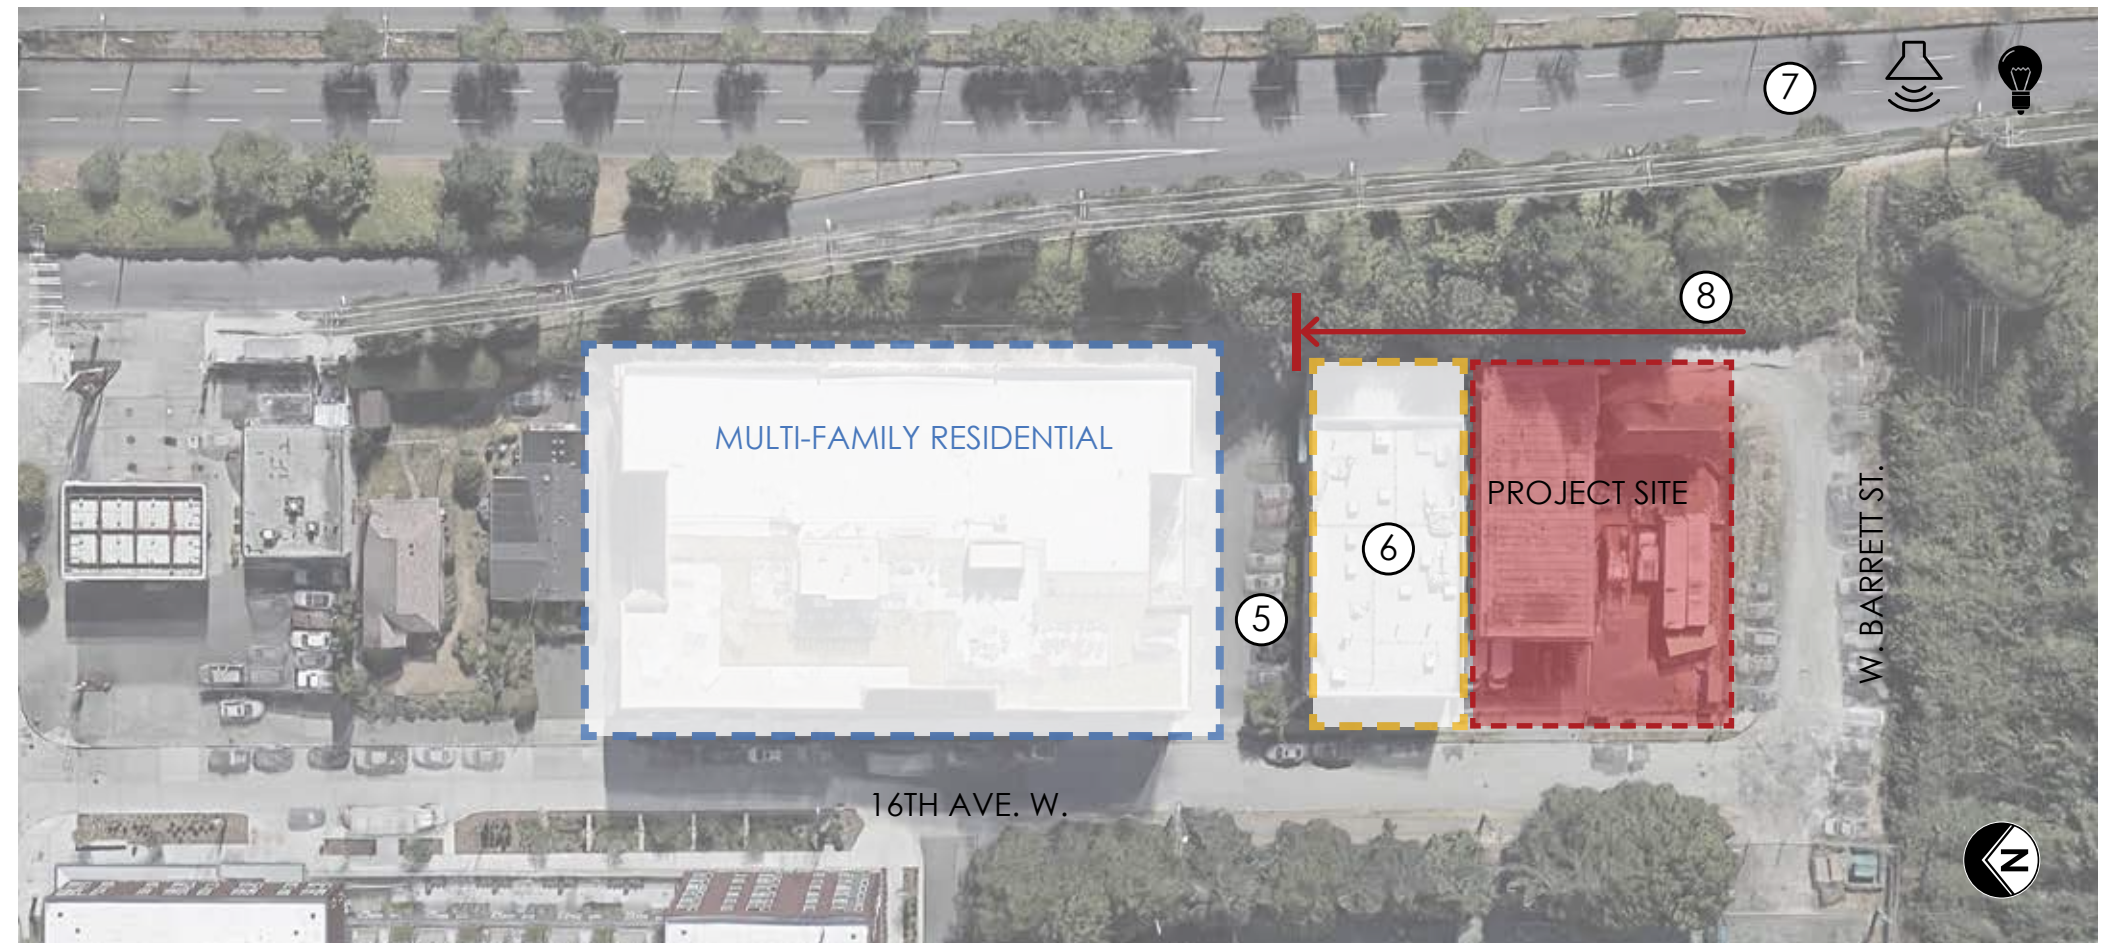 7
8
MULTI-FAMILY RESIDENTIAL
PROJECT SITE
6
5
W. BARRETT ST.
16TH AVE. W.
N